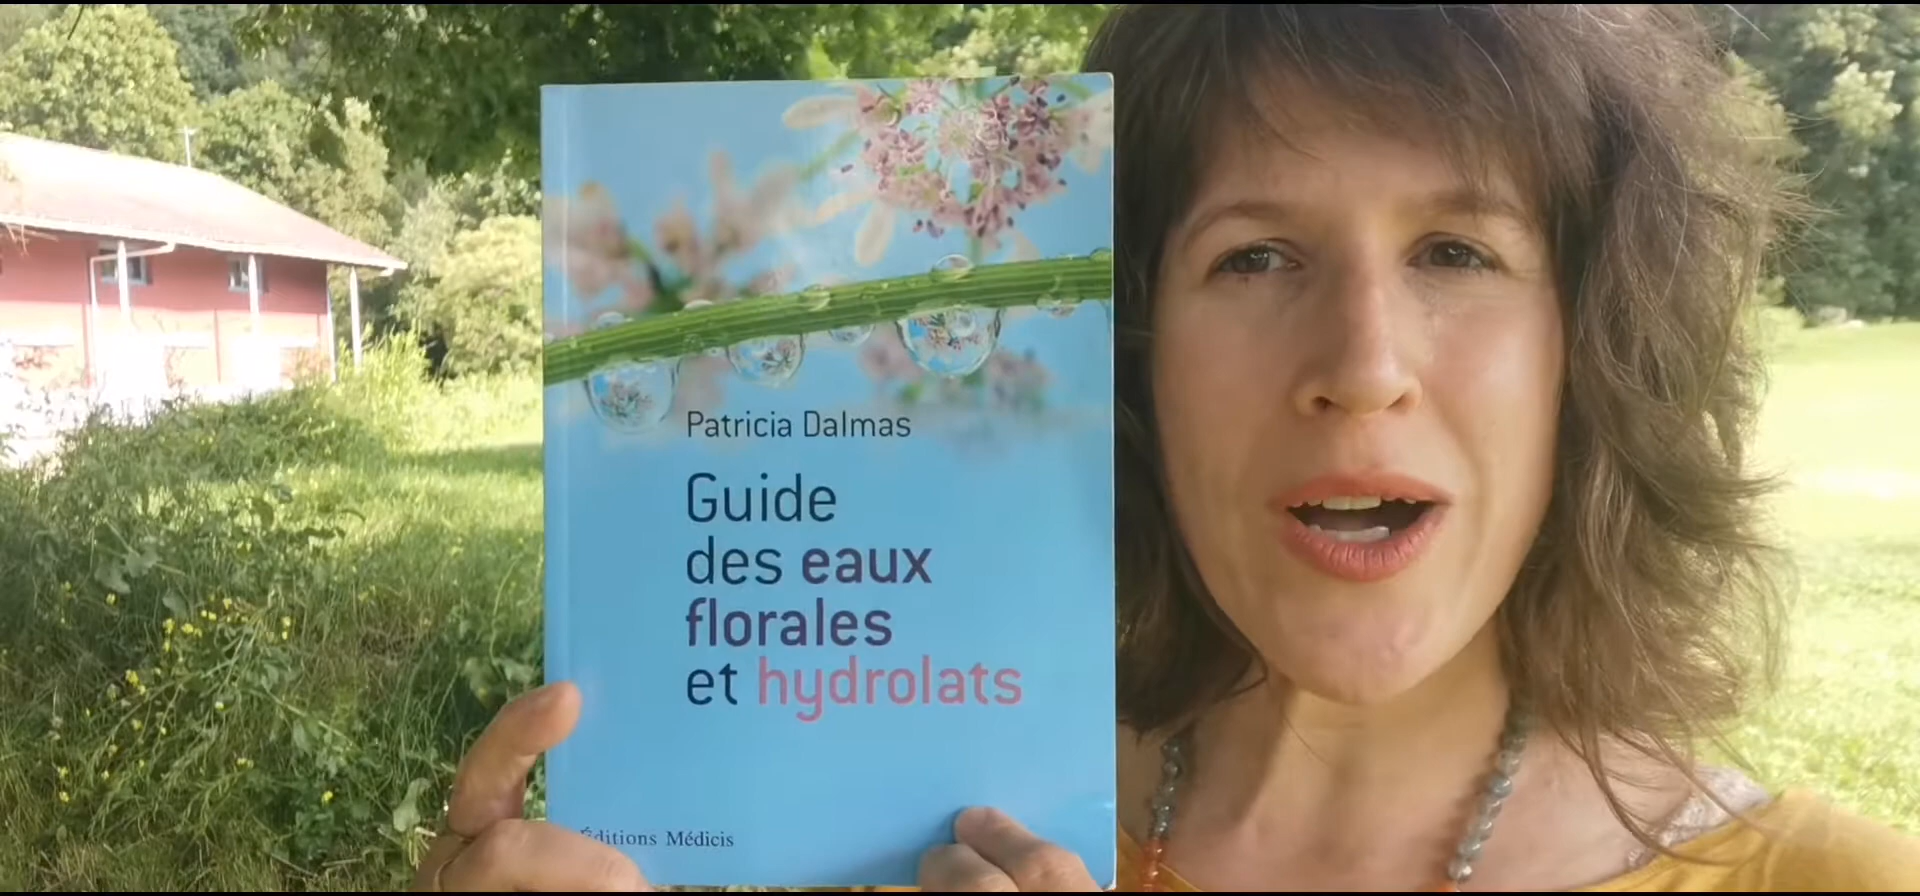 Patricia Dalmas
Guide
des eaux
florales
et hydrolats
Éditions Médicis